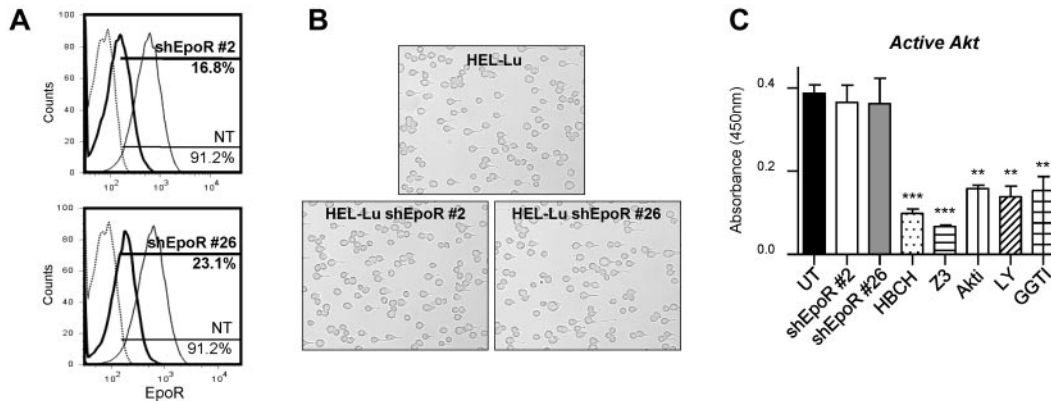 A
100
80
60
40
20
0
Counts
shEpoR #2
16.8%
NT
91.2%
10²
10³
10⁴
100
80
60
40
20
0
Counts
shEpoR #26
23.1%
NT
91.2%
10²
10³
10⁴
EpoR
B
HEL-Lu
HEL-Lu shEpoR #2
HEL-Lu shEpoR #26
C
Active Akt
Absorbance (450nm)
0.4
0.2
0.0
***
***
**
**
**
UT
shEpoR #2
shEpoR #26
HBCH
Z3
Akti
LY
GGTI